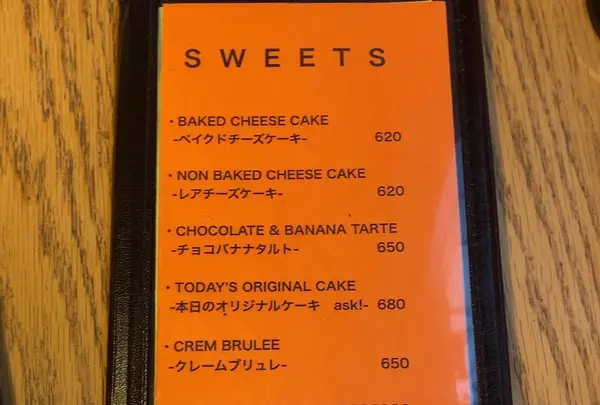 SWEETS
・BAKED CHEESE CAKE
-ベイクドチーズケーキ- 620
・NON BAKED CHEESE CAKE
-レアチーズケーキ- 620
・CHOCOLATE & BANANA TARTE
-チョコバナナタルト- 650
・TODAY'S ORIGINAL CAKE
-本日のオリジナルケーキ ask!- 680
・CREM BRULEE
-クレームブリュレ- 650